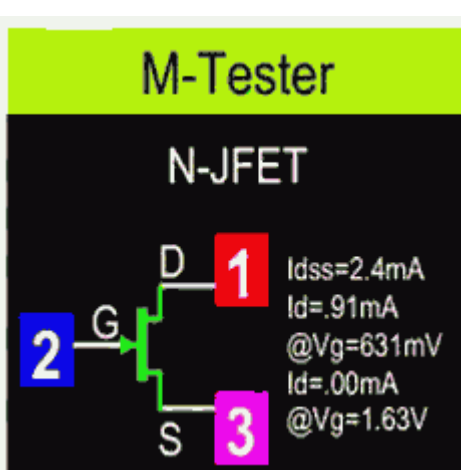 M-Tester
N-JFET
D
1
Idss=2.4mA
Id=.91mA
2
G
@Vg=631mV
Id=.00mA
S
3
@Vg=1.63V